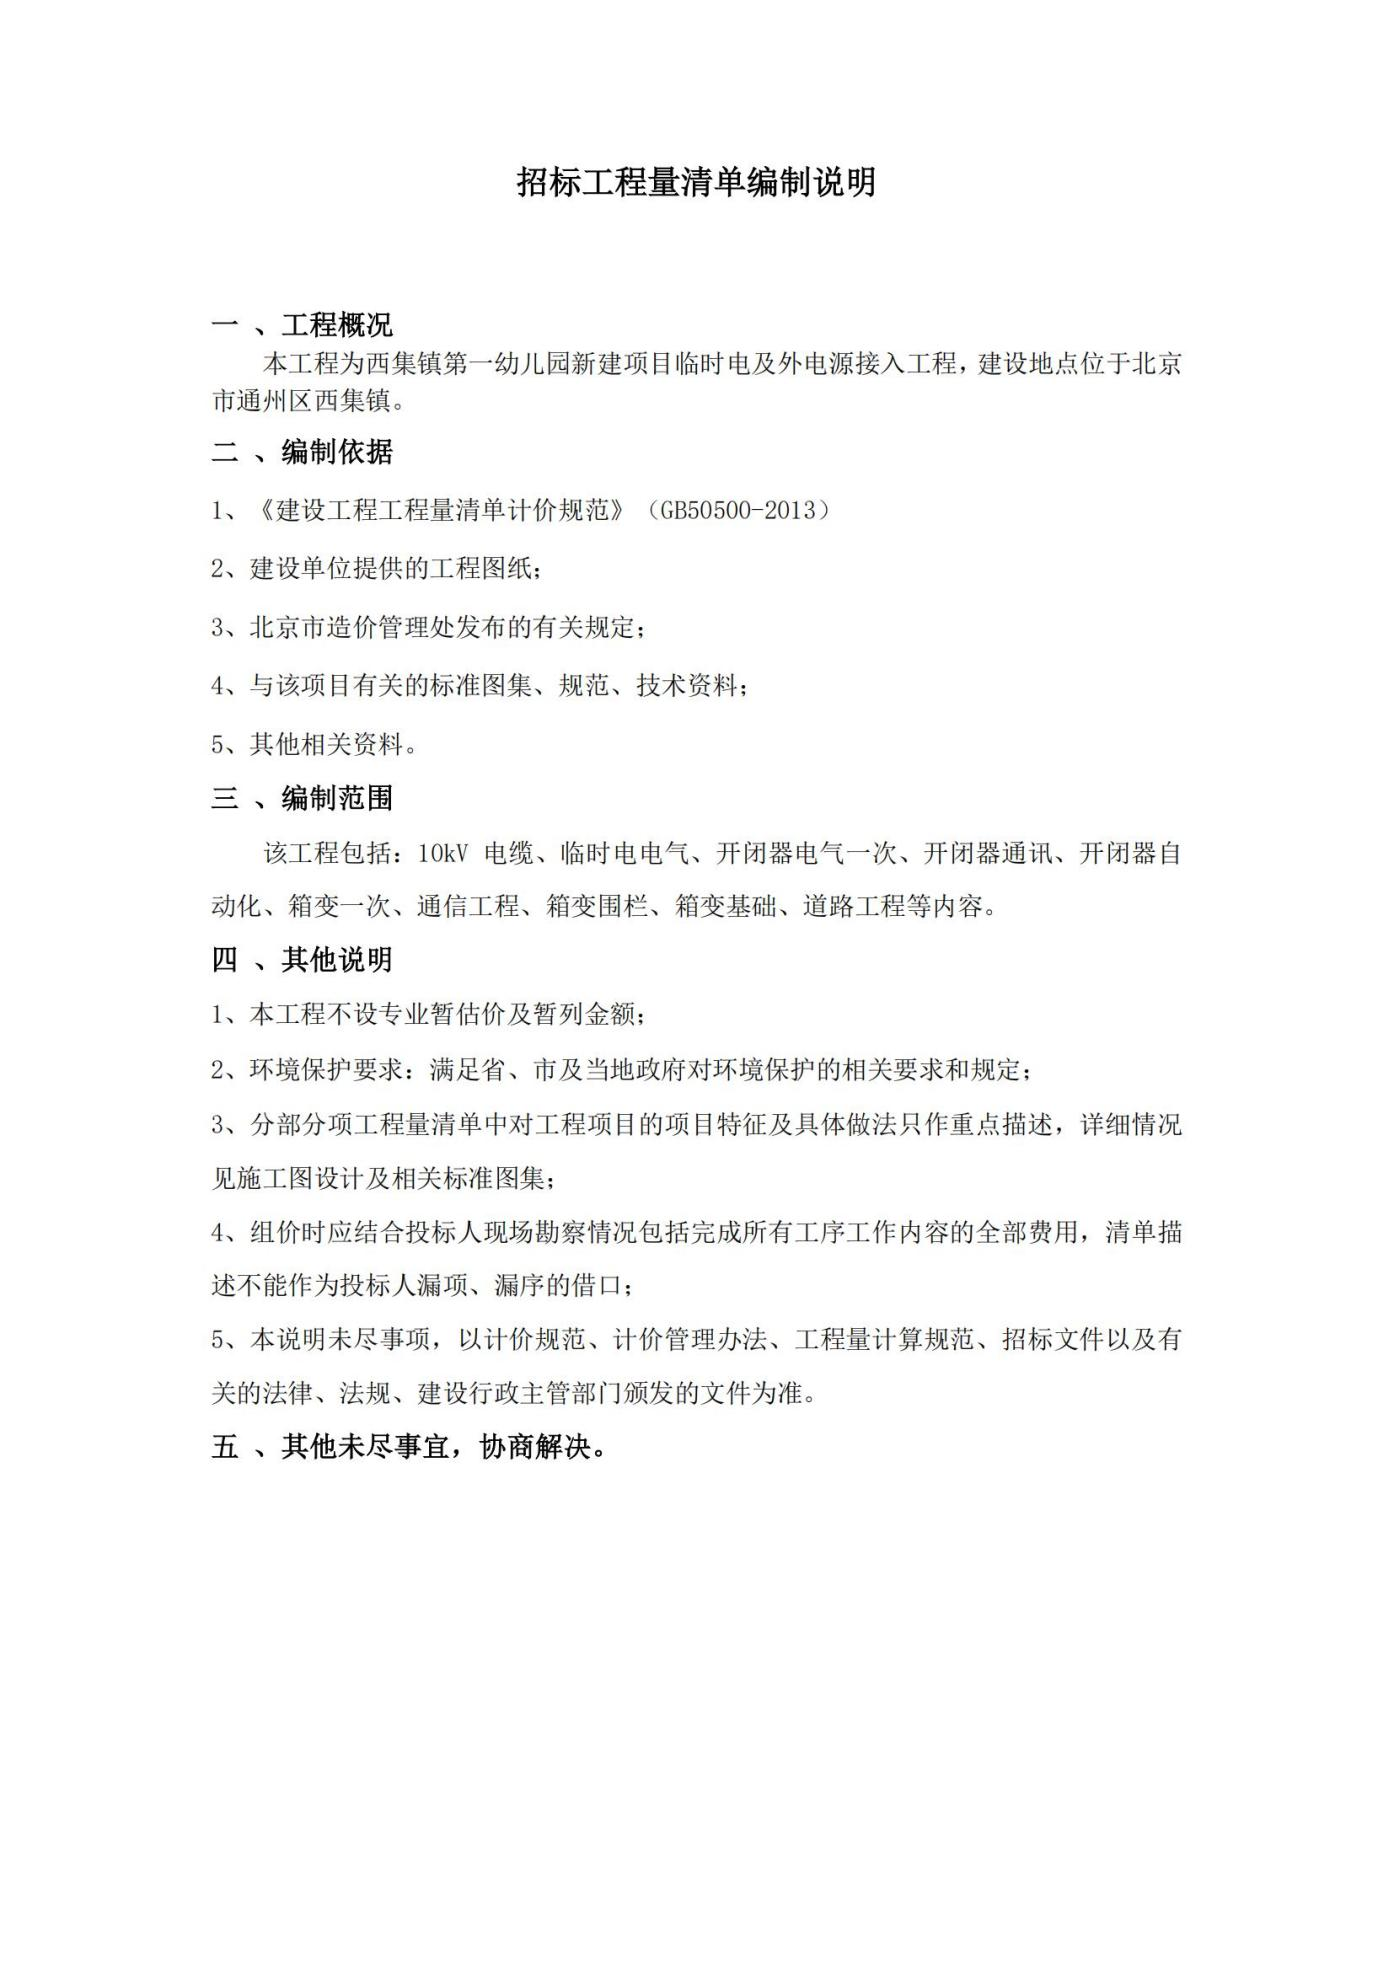 招标工程量清单编制说明
一 、工程概况
本工程为西集镇第一幼儿园新建项目临时电及外电源接入工程，建设地点位于北京
市通州区西集镇。
二 、编制依据
1、《建设工程工程量清单计价规范》（GB50500-2013）
2、建设单位提供的工程图纸；
3、北京市造价管理处发布的有关规定；
4、与该项目有关的标准图集、规范、技术资料；
5、其他相关资料。
三 、编制范围
该工程包括：10kV 电缆、临时电电气、开闭器电气一次、开闭器通讯、开闭器自
动化、箱变一次、通信工程、箱变围栏、箱变基础、道路工程等内容。
四 、其他说明
1、本工程不设专业暂估价及暂列金额；
2、环境保护要求：满足省、市及当地政府对环境保护的相关要求和规定；
3、分部分项工程量清单中对工程项目的项目特征及具体做法只作重点描述，详细情况
见施工图设计及相关标准图集；
4、组价时应结合投标人现场勘察情况包括完成所有工序工作内容的全部费用，清单描
述不能作为投标人漏项、漏序的借口；
5、本说明未尽事项，以计价规范、计价管理办法、工程量计算规范、招标文件以及有
关的法律、法规、建设行政主管部门颁发的文件为准。
五 、其他未尽事宜，协商解决。